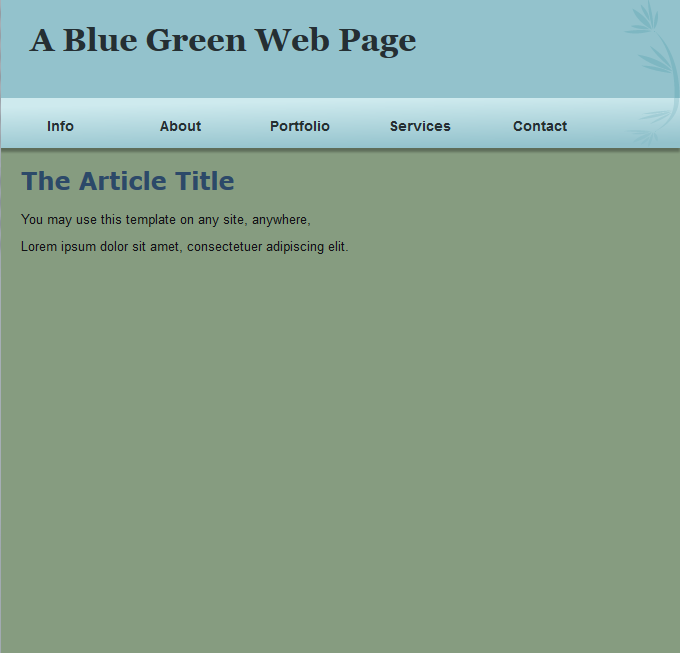 A Blue Green Web Page
Info About Portfolio Services Contact
The Article Title
You may use this template on any site, anywhere,
Lorem ipsum dolor sit amet, consectetuer adipiscing elit.